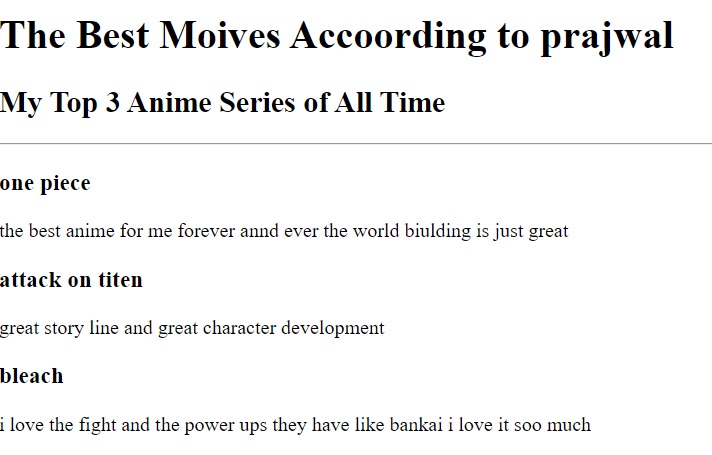 The Best Moives Accoording to prajwal
My Top 3 Anime Series of All Time
one piece
the best anime for me forever annd ever the world biulding is just great
attack on titen
great story line and great character development
bleach
i love the fight and the power ups they have like bankai i love it soo much